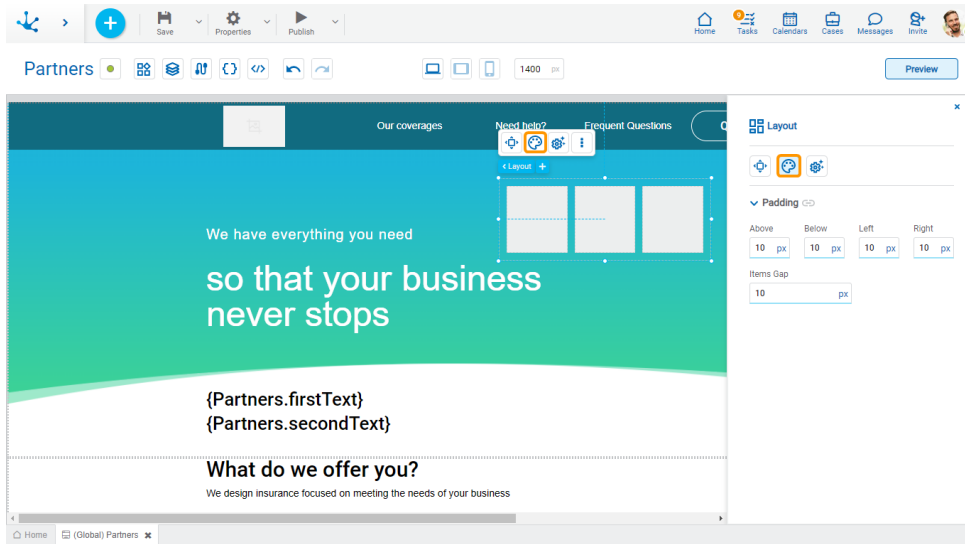 Save
Properties
Publish
Home
9
Tasks
Calendars
Cases
Messages
Invite
Partners
1400 px
Preview
Our coverages
Need help?
Frequent Questions
Q
Layout
We have everything you need
so that your business
never stops
{Partners.firstText}
{Partners.secondText}
What do we offer you?
We design insurance focused on meeting the needs of your business
Layout
Padding
Above Below Left Right
10 px 10 px 10 px 10 px
Items Gap
10 px
Home
(Global) Partners